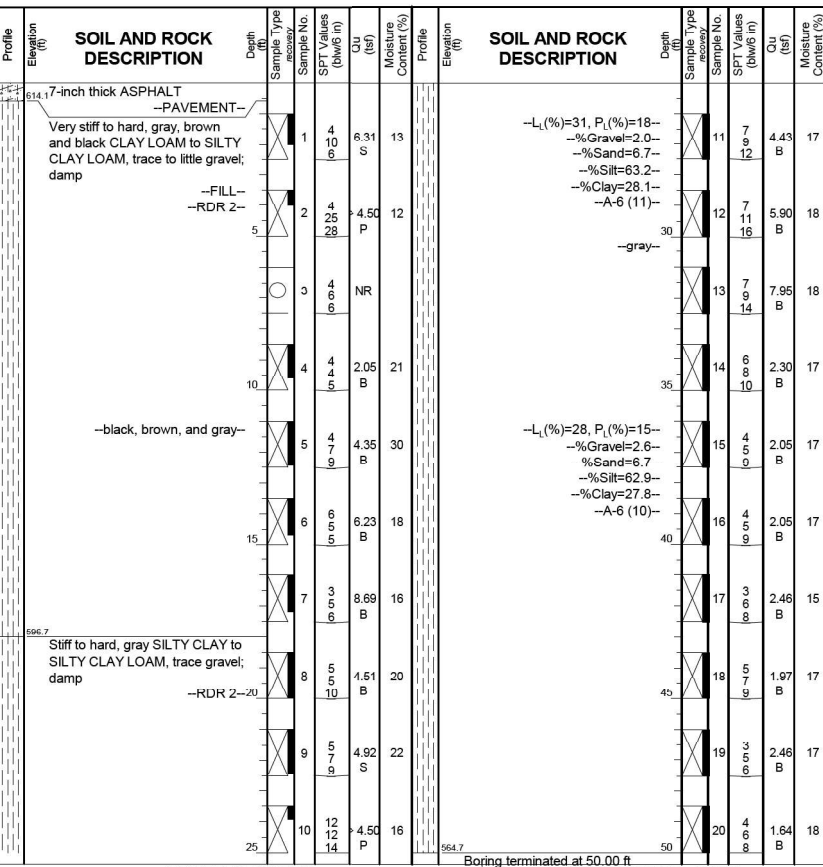 Profile
Elevation
(ft)
SOIL AND ROCK
DESCRIPTION
Depth
(ft)
Sample Type
recovery
Sample No.
SPT Values
(blw/6 in)
Qu
(tsf)
Moisture
Content (%)
614.1 7-inch thick ASPHALT
--PAVEMENT--
Very stiff to hard, gray, brown
and black CLAY LOAM to SILTY
CLAY LOAM, trace to little gravel;
damp
1 4 10 6 6.31 S 13
--FILL--
--RDR 2--
5
2 4 25 28 > 4.50 P 12
3 4 6 6 NR
10
4 4 4 5 2.05 B 21
--black, brown, and gray--
5 4 7 9 4.35 B 30
15
6 6 5 5 6.23 B 18
7 3 5 6 8.69 B 16
596.7
Stiff to hard, gray SILTY CLAY to
SILTY CLAY LOAM, trace gravel;
damp
--RDR 2--20
8 5 5 10 4.51 B 20
9 5 7 9 4.92 S 22
25
10 12 12 14 > 4.50 P 16
Profile
Elevation
(ft)
SOIL AND ROCK
DESCRIPTION
Depth
(ft)
Sample Type
recovery
Sample No.
SPT Values
(blw/6 in)
Qu
(tsf)
Moisture
Content (%)
--LL(%)=31, PL(%)=18--
--%Gravel=2.0--
--%Sand=6.7--
--%Silt=63.2--
--%Clay=28.1--
--A-6 (11)--
11 7 9 12 4.43 B 17
30
12 7 11 16 5.90 B 18
--gray--
13 7 9 14 7.95 B 18
35
14 6 8 10 2.30 B 17
--LL(%)=28, PL(%)=15--
--%Gravel=2.6--
%Sand=6.7
--%Silt=62.9--
--%Clay=27.8--
--A-6 (10)--
15 4 5 9 2.05 B 17
40
16 4 5 9 2.05 B 17
17 3 6 8 2.46 B 15
45
18 5 7 9 1.97 B 17
19 3 5 6 2.46 B 17
50
20 4 6 8 1.64 B 18
564.7
Boring terminated at 50.00 ft